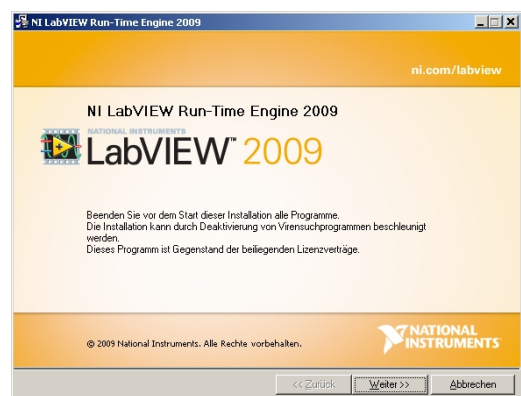 NI LabVIEW Run-Time Engine 2009
ni.com/labview
NI LabVIEW Run-Time Engine 2009
NATIONAL INSTRUMENTS
LabVIEW™ 2009
Beenden Sie vor dem Start dieser Installation alle Programme.
Die Installation kann durch Deaktivierung von Virensuchprogrammen beschleunigt
werden.
Dieses Programm ist Gegenstand der beiliegenden Lizenzverträge.
© 2009 National Instruments. Alle Rechte vorbehalten.
NATIONAL
INSTRUMENTS
<< Zurück
Weiter >>
Abbrechen